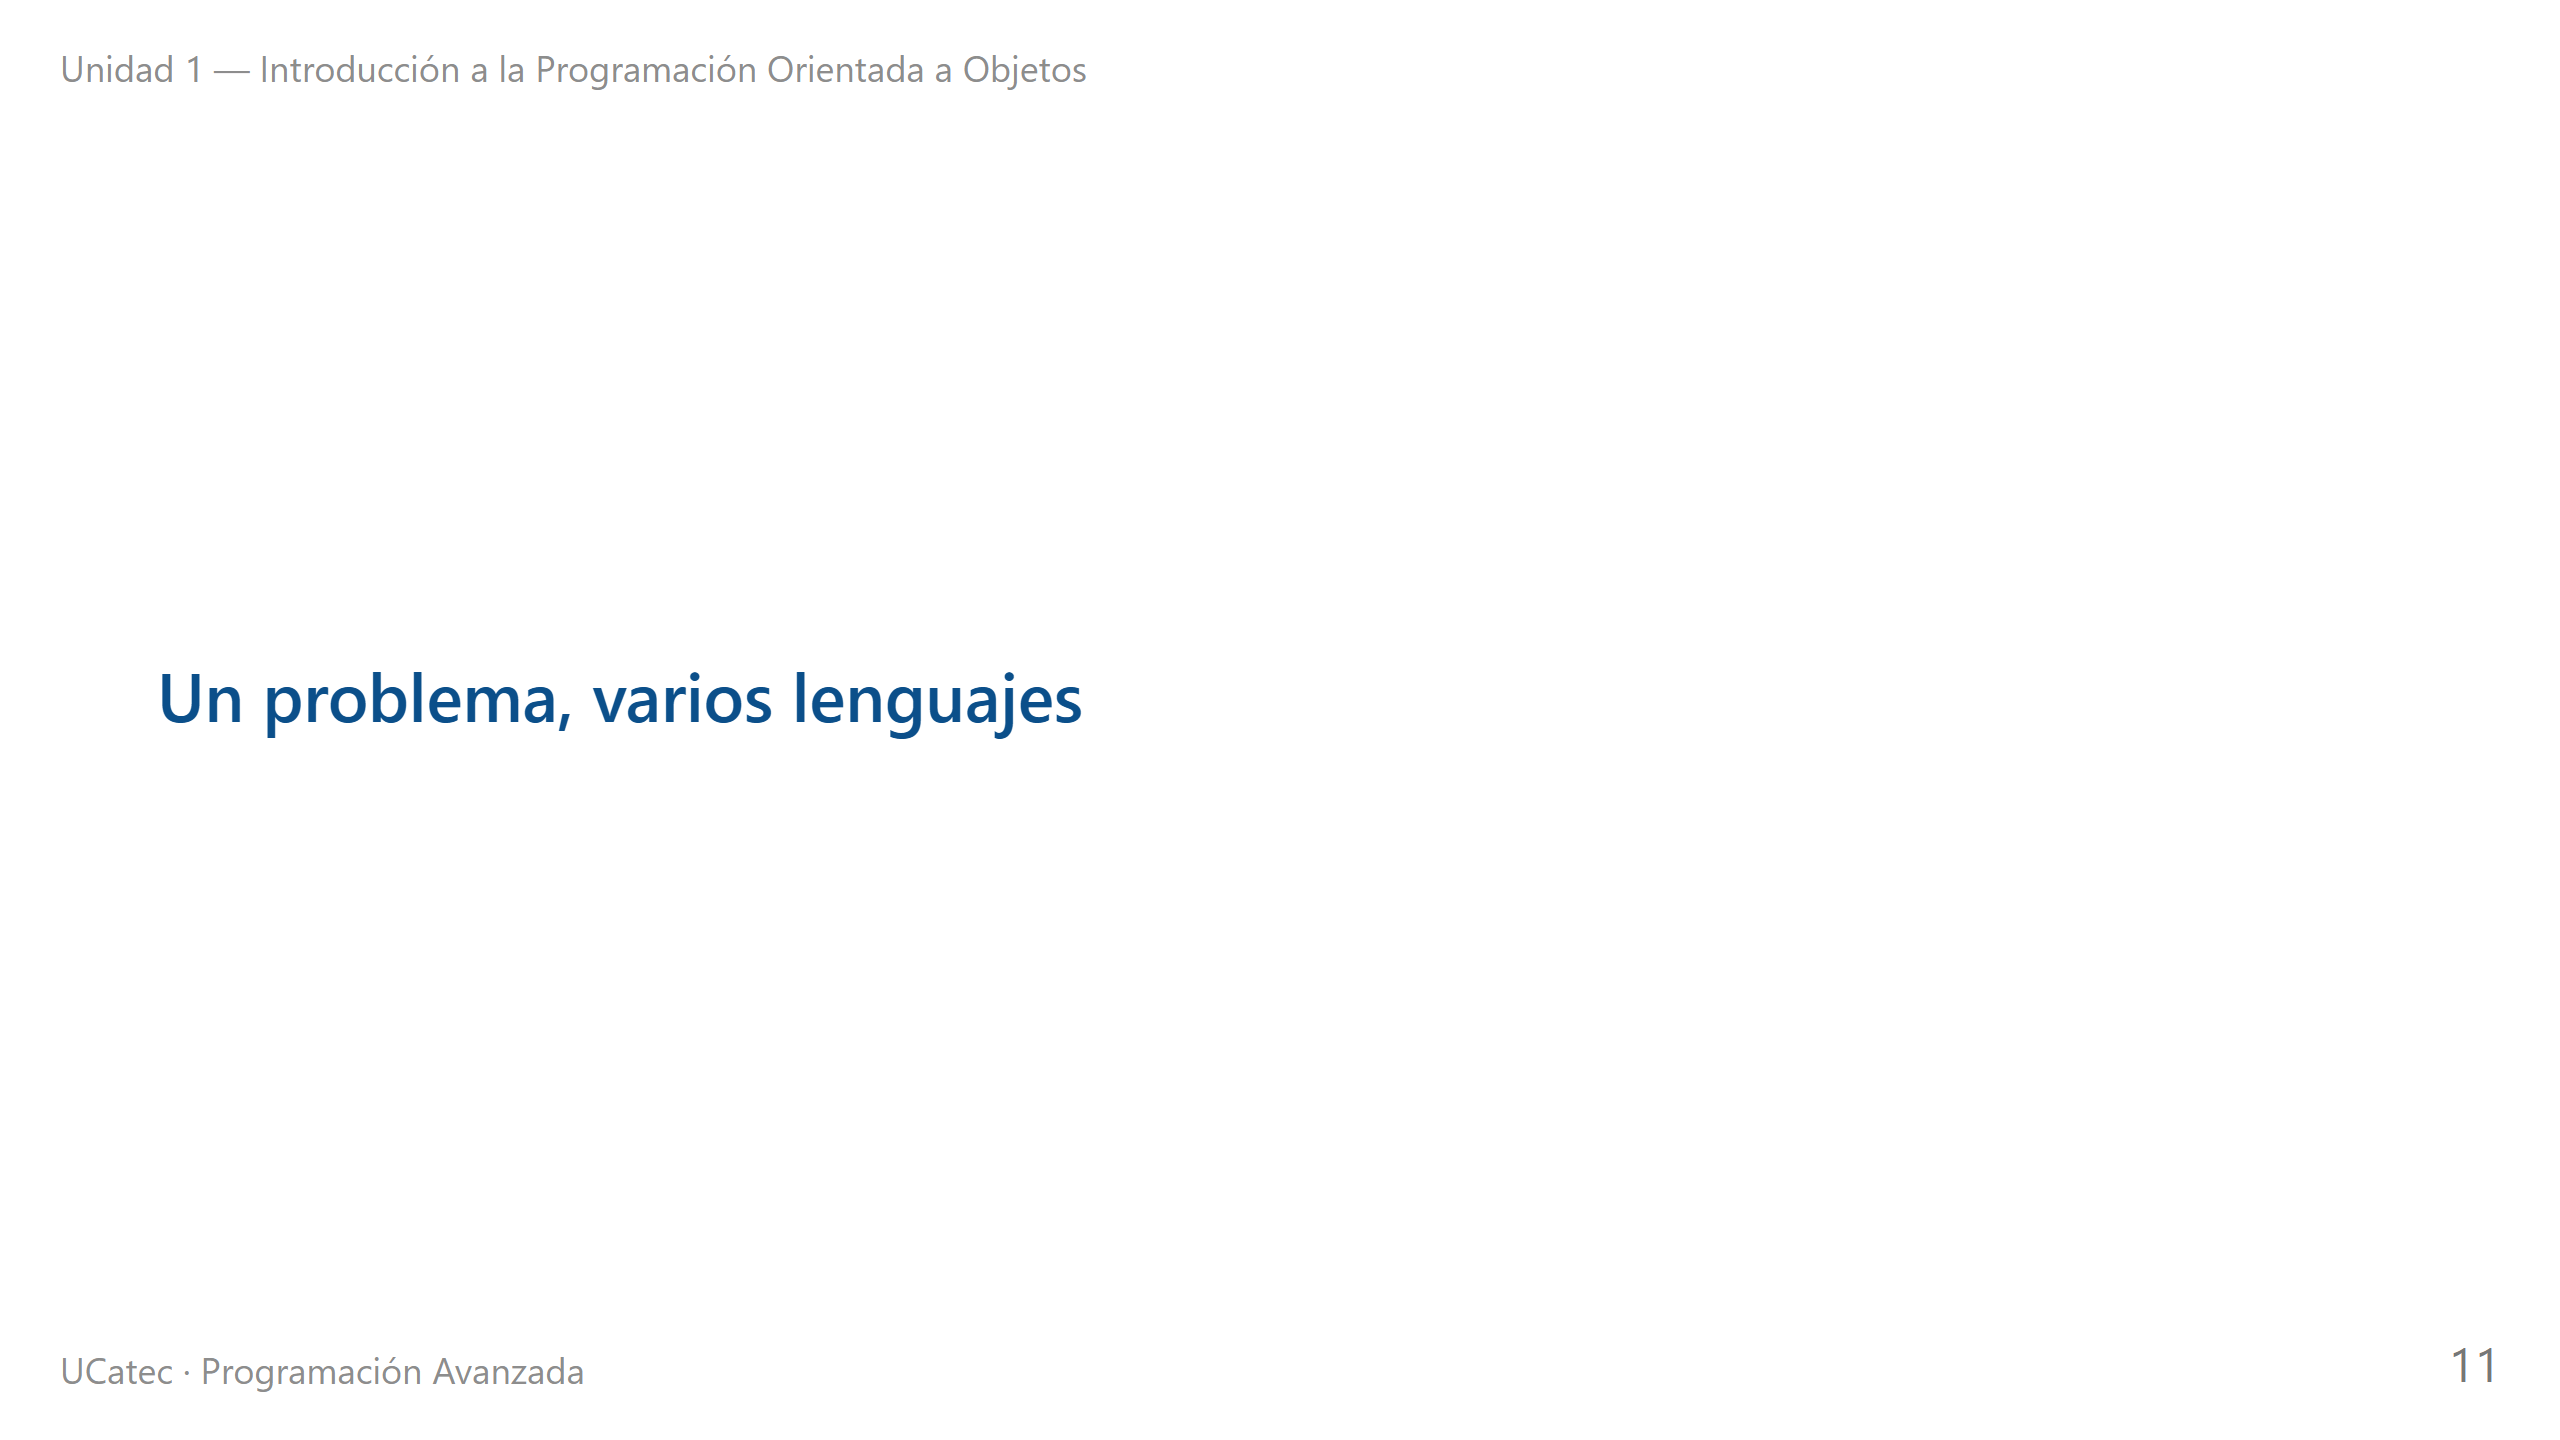 Unidad 1 — Introducción a la Programación Orientada a Objetos
Un problema, varios lenguajes
UCatec · Programación Avanzada
11